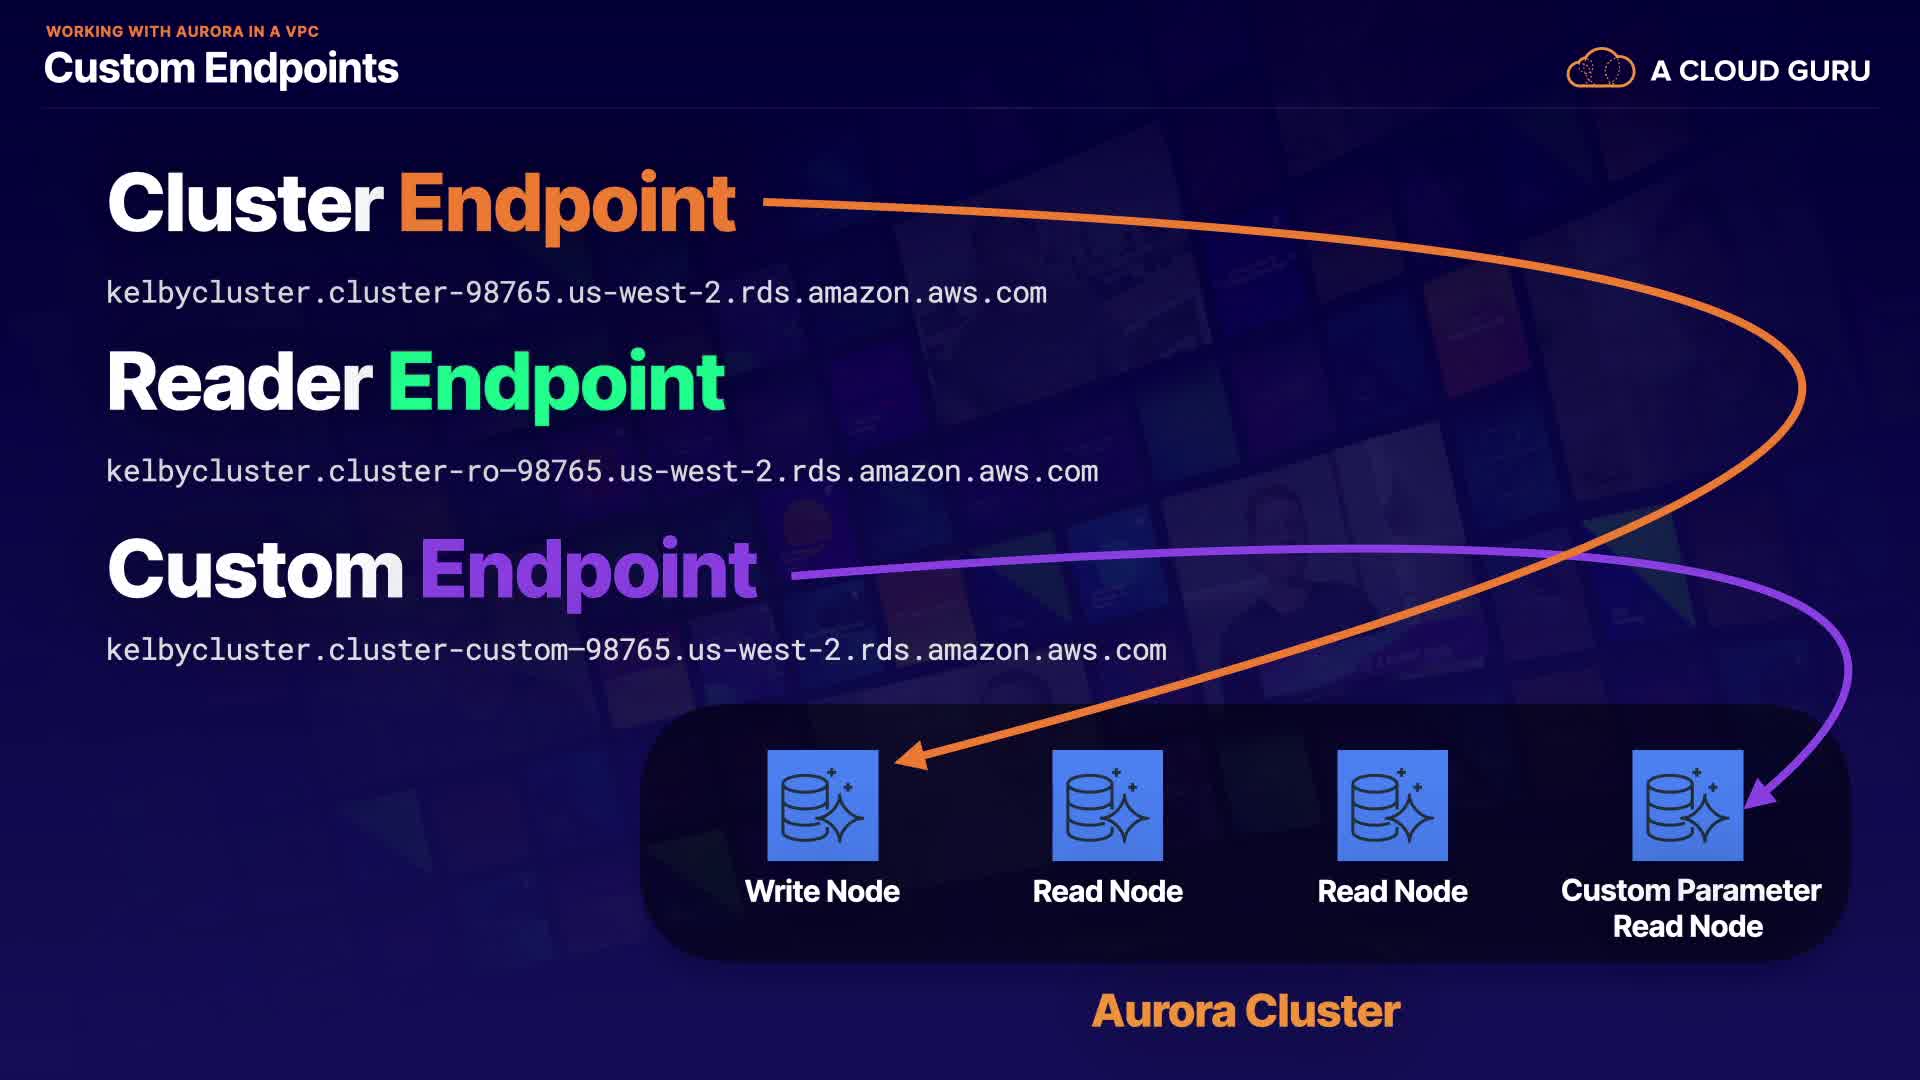 WORKING WITH AURORA IN A VPC
Custom Endpoints
A CLOUD GURU
Cluster Endpoint
kelbycluster.cluster-98765.us-west-2.rds.amazon.aws.com
Reader Endpoint
kelbycluster.cluster-ro–98765.us-west-2.rds.amazon.aws.com
Custom Endpoint
kelbycluster.cluster-custom–98765.us-west-2.rds.amazon.aws.com
Write Node
Read Node
Read Node
Custom Parameter
Read Node
Aurora Cluster